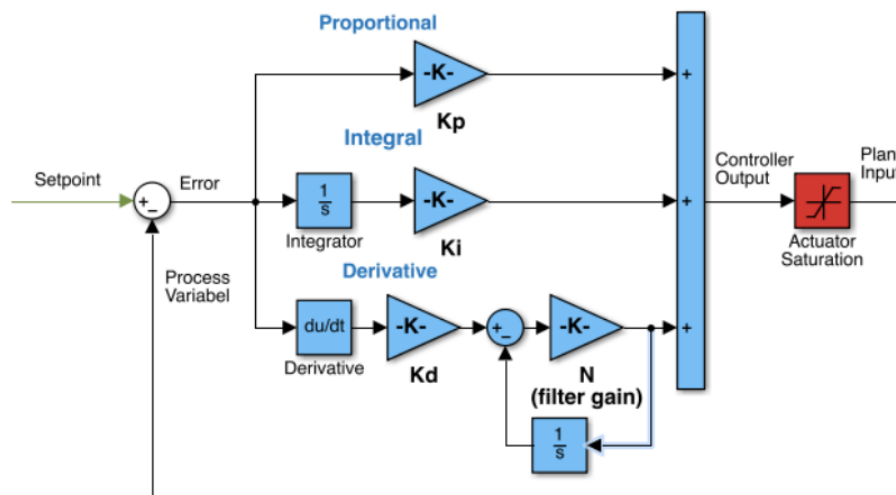 Proportional
-K-
+
Kp
Integral
Setpoint
Error
+
-
1
s
Integrator
-K-
Ki
+
Controller
Output
Plan
Input
Actuator
Saturation
Process
Variabel
Derivative
du/dt
Derivative
-K-
Kd
+
-
-K-
N
(filter gain)
+
1
s